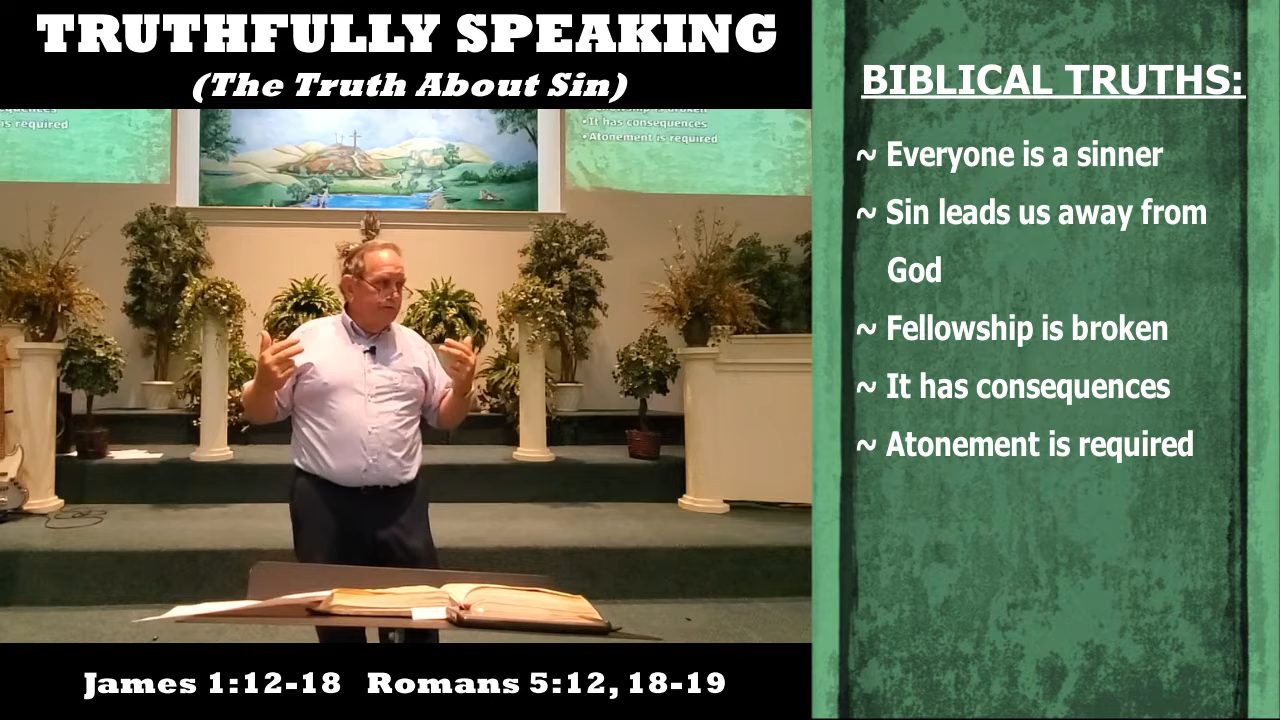 TRUTHFULLY SPEAKING
(The Truth About Sin)
is required
•It has consequences
•Atonement is required
James 1:12-18 Romans 5:12, 18-19
BIBLICAL TRUTHS:
~ Everyone is a sinner
~ Sin leads us away from
God
~ Fellowship is broken
~ It has consequences
~ Atonement is required